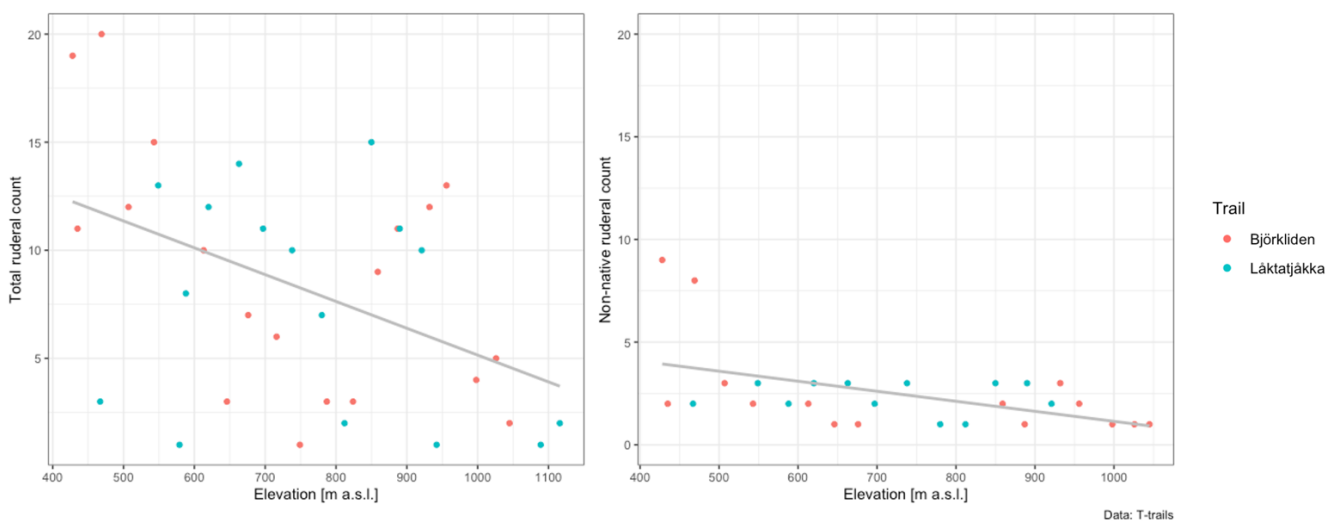 Total ruderal count
20
15
10
5
400 500 600 700 800 900 1000 1100
Elevation [m a.s.l.]
Non-native ruderal count
20
15
10
5
0
400 500 600 700 800 900 1000
Elevation [m a.s.l.]
Trail
Björkliden
Låktatjåkka
Data: T-trails